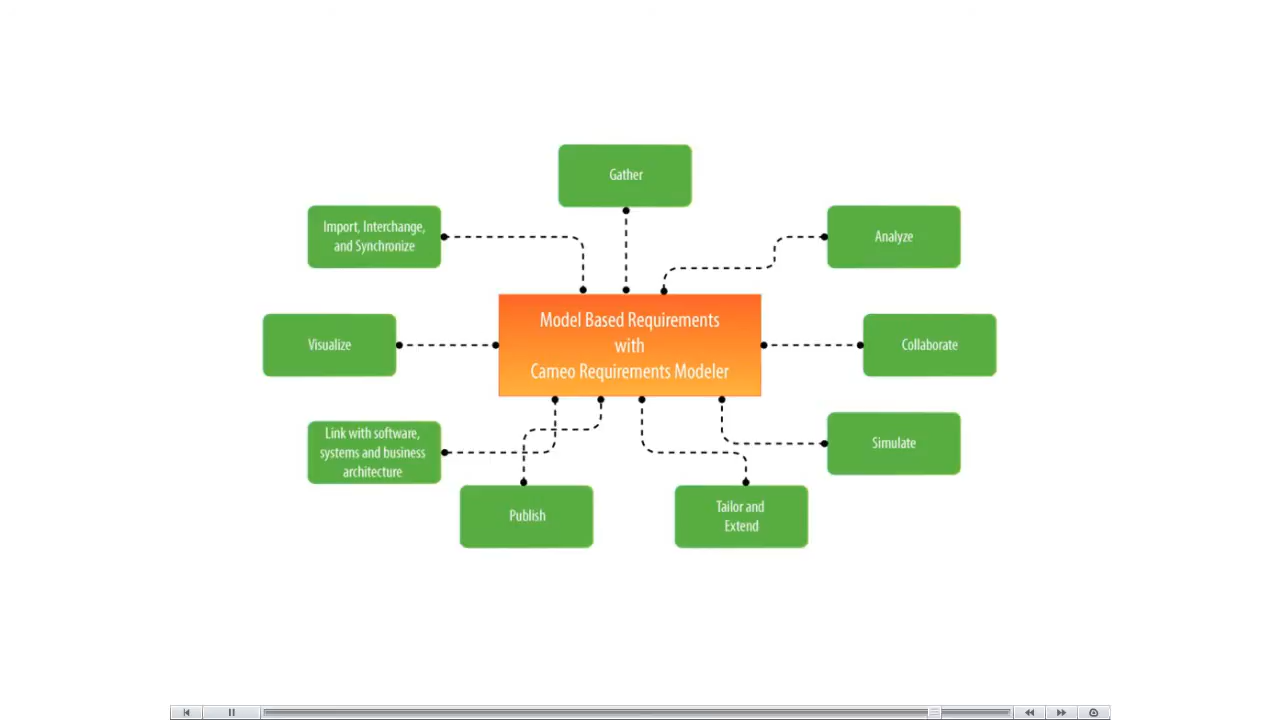 Gather
Import, Interchange,
and Synchronize
Analyze
Model Based Requirements
with
Cameo Requirements Modeler
Visualize
Collaborate
Link with software,
systems and business
architecture
Simulate
Publish
Tailor and
Extend